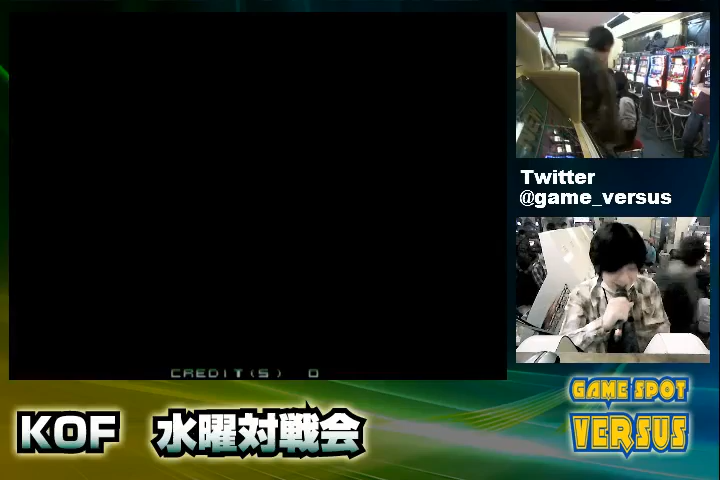 Twitter
@game_versus
CREDIT(S) 0
KOF 水曜対戦会
GAME SPOT
VERSUS